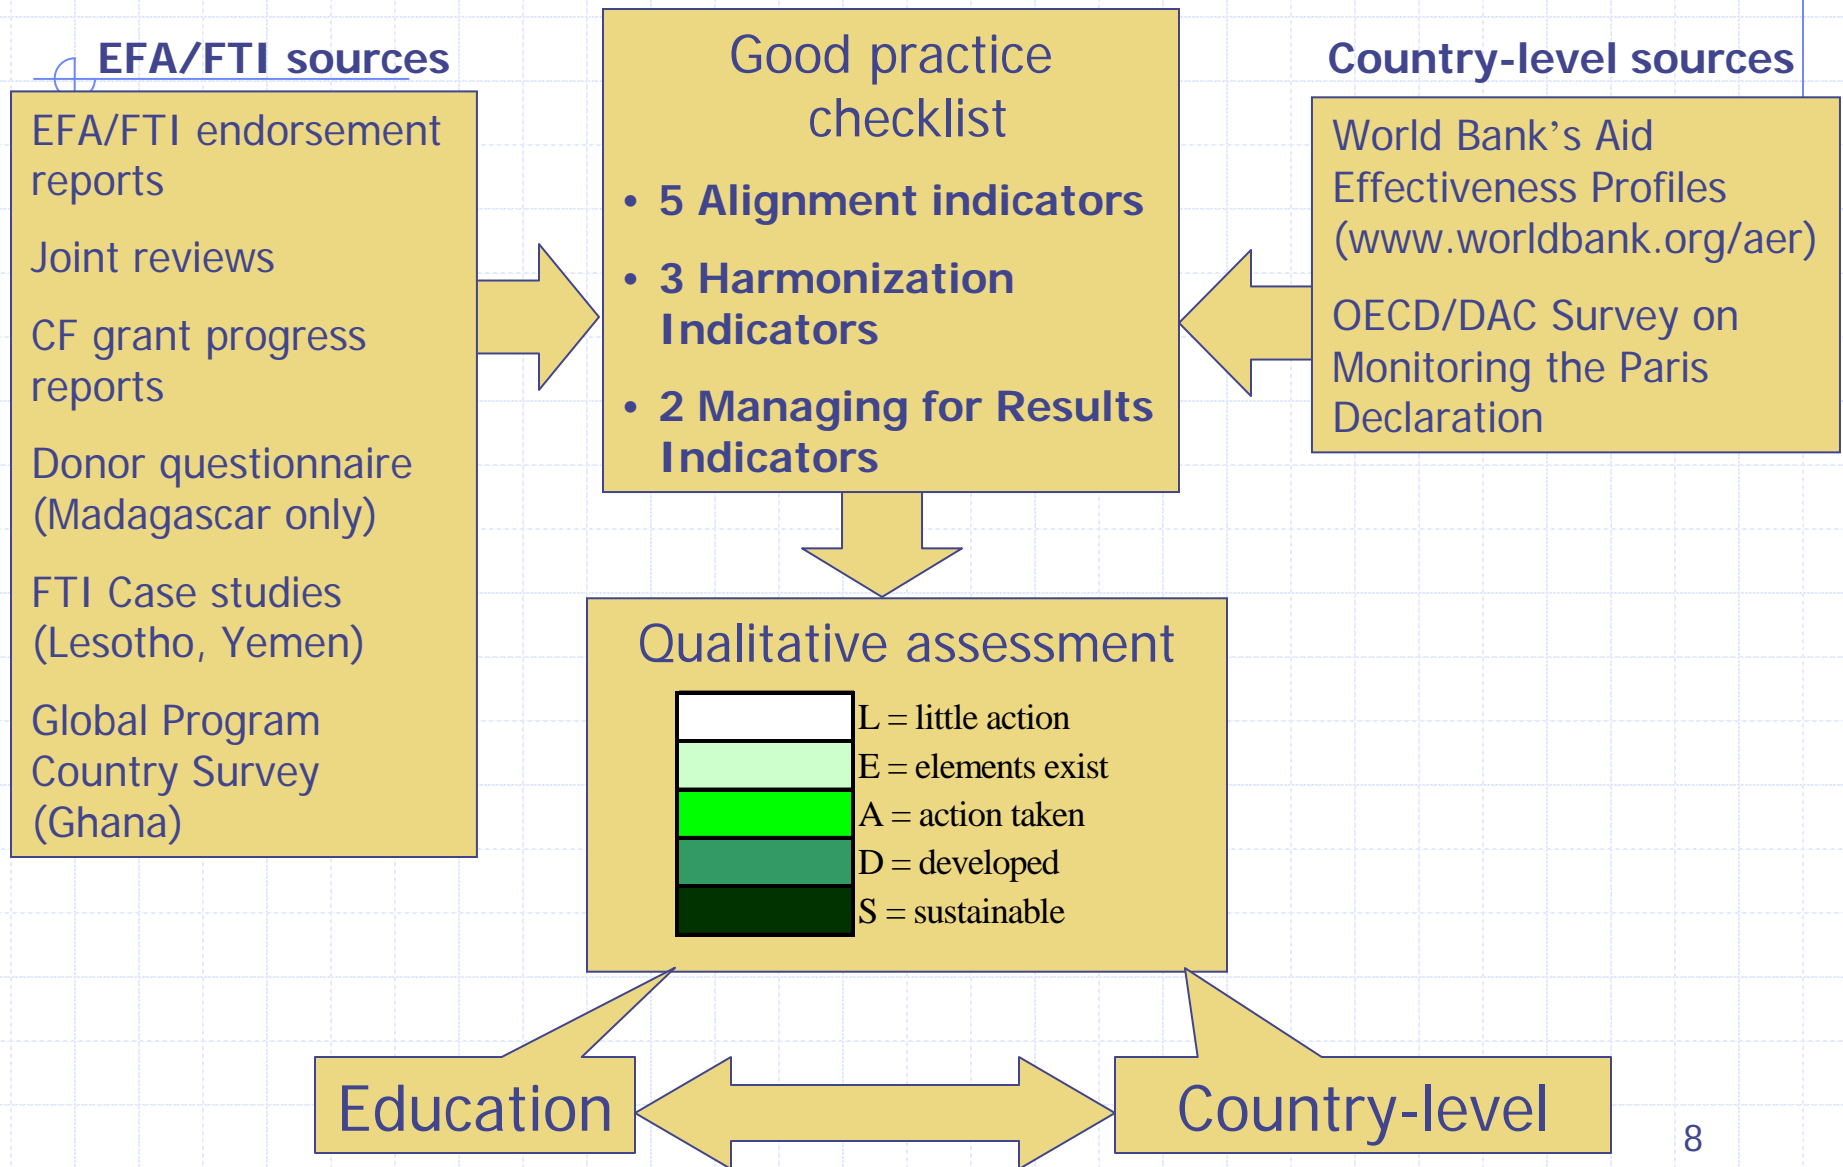 EFA/FTI sources
EFA/FTI endorsement
reports
Joint reviews
CF grant progress
reports
Donor questionnaire
(Madagascar only)
FTI Case studies
(Lesotho, Yemen)
Global Program
Country Survey
(Ghana)
Good practice
checklist
• 5 Alignment indicators
• 3 Harmonization
Indicators
• 2 Managing for Results
Indicators
Country-level sources
World Bank’s Aid
Effectiveness Profiles
(www.worldbank.org/aer)
OECD/DAC Survey on
Monitoring the Paris
Declaration
Qualitative assessment
L = little action
E = elements exist
A = action taken
D = developed
S = sustainable
Education
Country-level
8